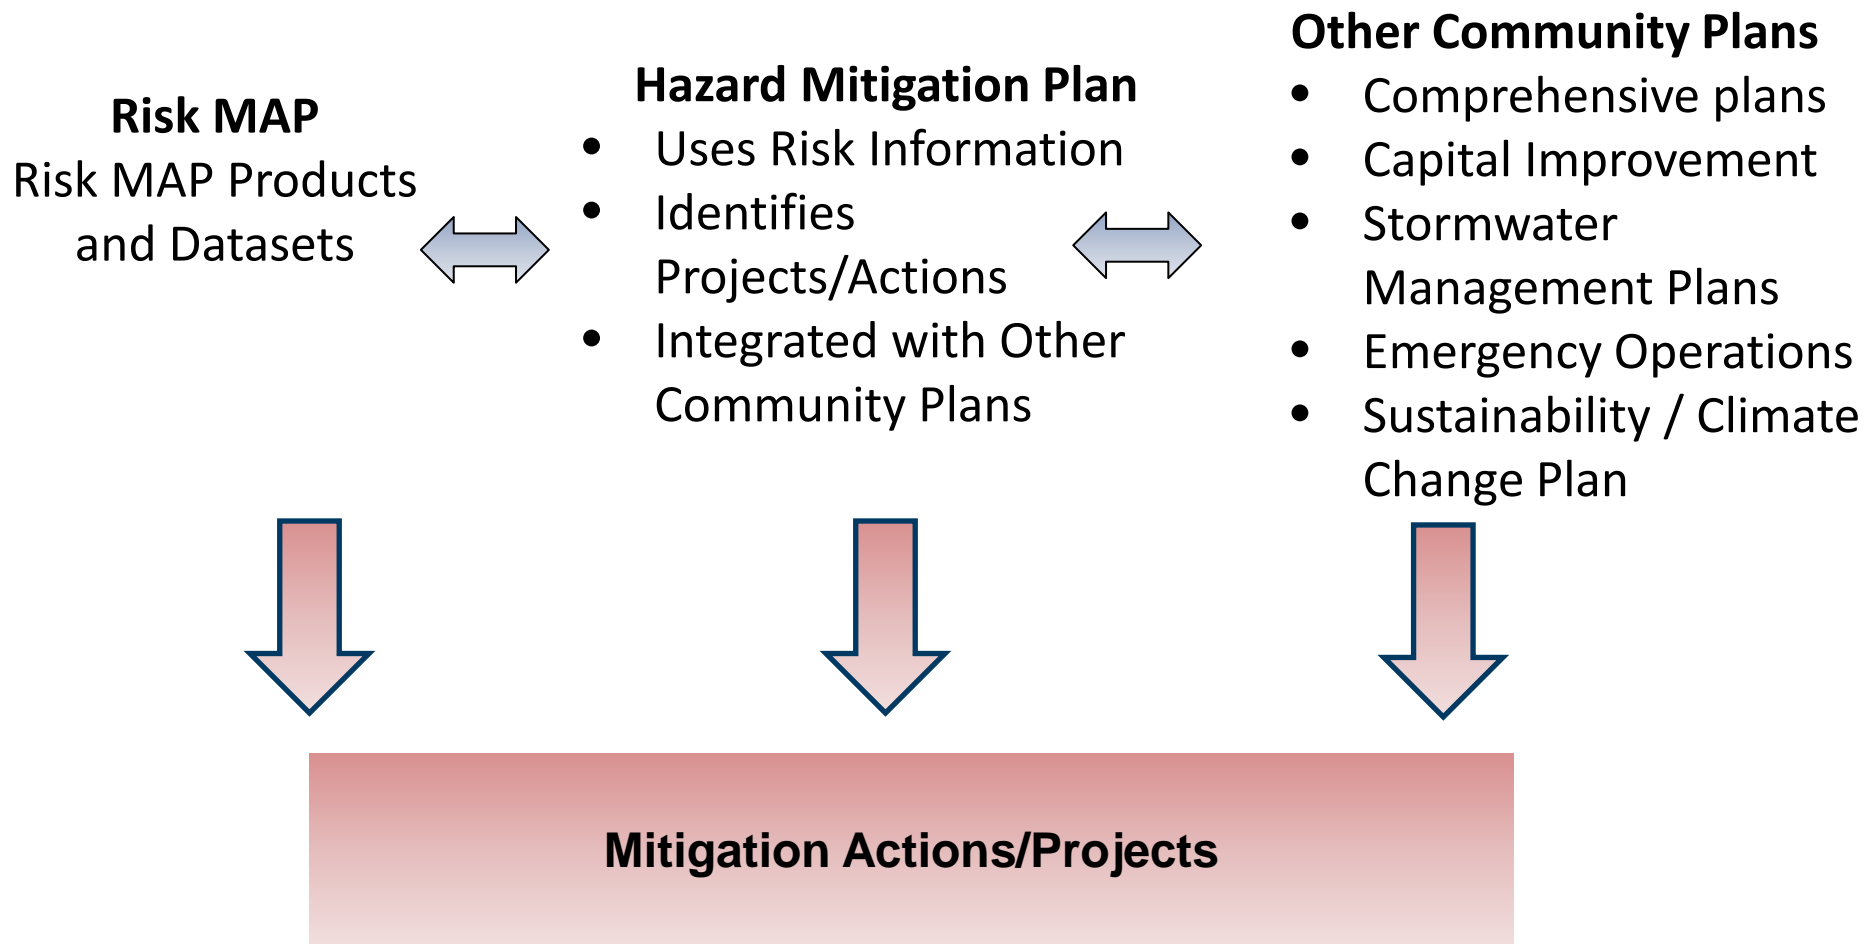 Risk MAP
Risk MAP Products
and Datasets
Hazard Mitigation Plan
• Uses Risk Information
• Identifies
Projects/Actions
• Integrated with Other
Community Plans
Other Community Plans
• Comprehensive plans
• Capital Improvement
• Stormwater
Management Plans
• Emergency Operations
• Sustainability / Climate
Change Plan
Mitigation Actions/Projects